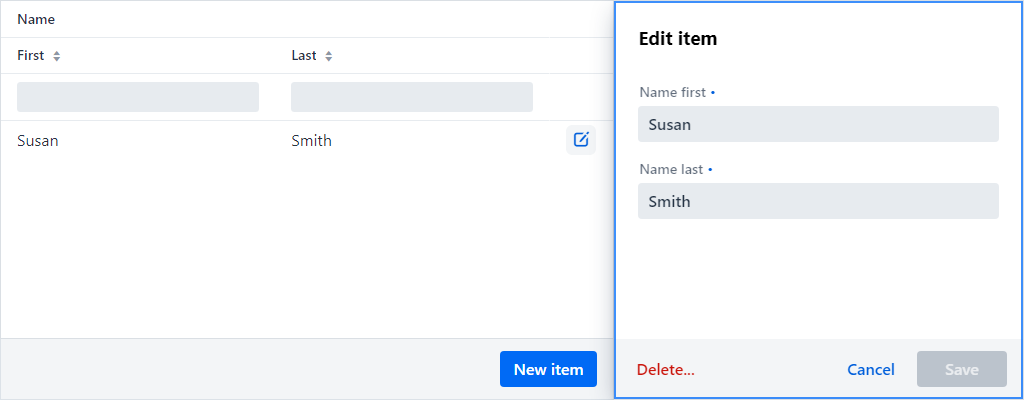 Name
First Last
Susan Smith
New item
Edit item
Name first •
Susan
Name last •
Smith
Delete... Cancel Save